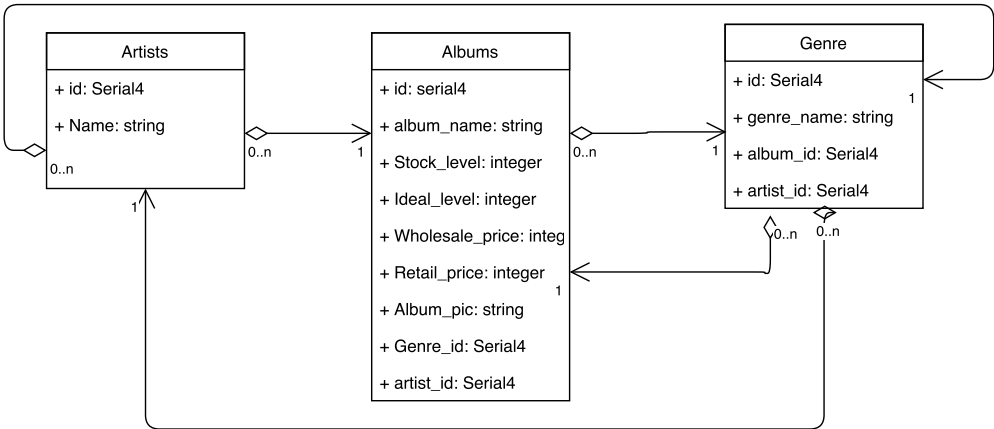 Artists
+ id: Serial4
+ Name: string
0..n
1
0..n
1
Albums
+ id: serial4
+ album_name: string
+ Stock_level: integer
+ Ideal_level: integer
+ Wholesale_price: integ
+ Retail_price: integer
+ Album_pic: string
+ Genre_id: Serial4
+ artist_id: Serial4
0..n
1
1
Genre
+ id: Serial4
+ genre_name: string
+ album_id: Serial4
+ artist_id: Serial4
1
0..n
0..n